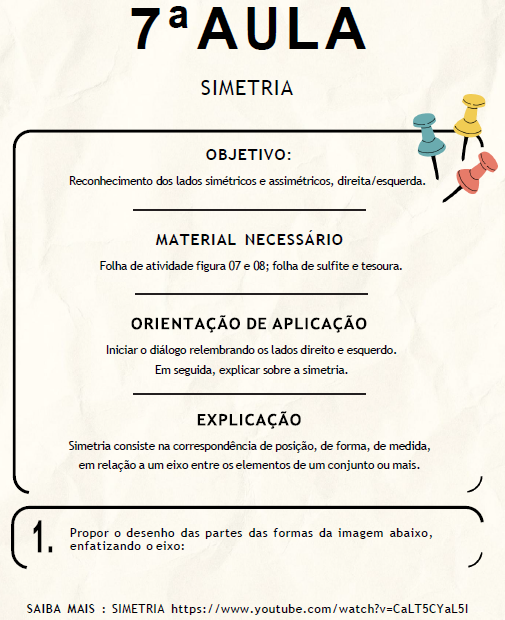 7ª AULA
SIMETRIA
OBJETIVO:
Reconhecimento dos lados simétricos e assimétricos, direita/esquerda.
MATERIAL NECESSÁRIO
Folha de atividade figura 07 e 08; folha de sulfite e tesoura.
ORIENTAÇÃO DE APLICAÇÃO
Iniciar o diálogo relembrando os lados direito e esquerdo.
Em seguida, explicar sobre a simetria.
EXPLICAÇÃO
Simetria consiste na correspondência de posição, de forma, de medida,
em relação a um eixo entre os elementos de um conjunto ou mais.
1. Propor o desenho das partes das formas da imagem abaixo,
enfatizando o eixo:
SAIBA MAIS : SIMETRIA https://www.youtube.com/watch?v=CaLT5CYaL5I